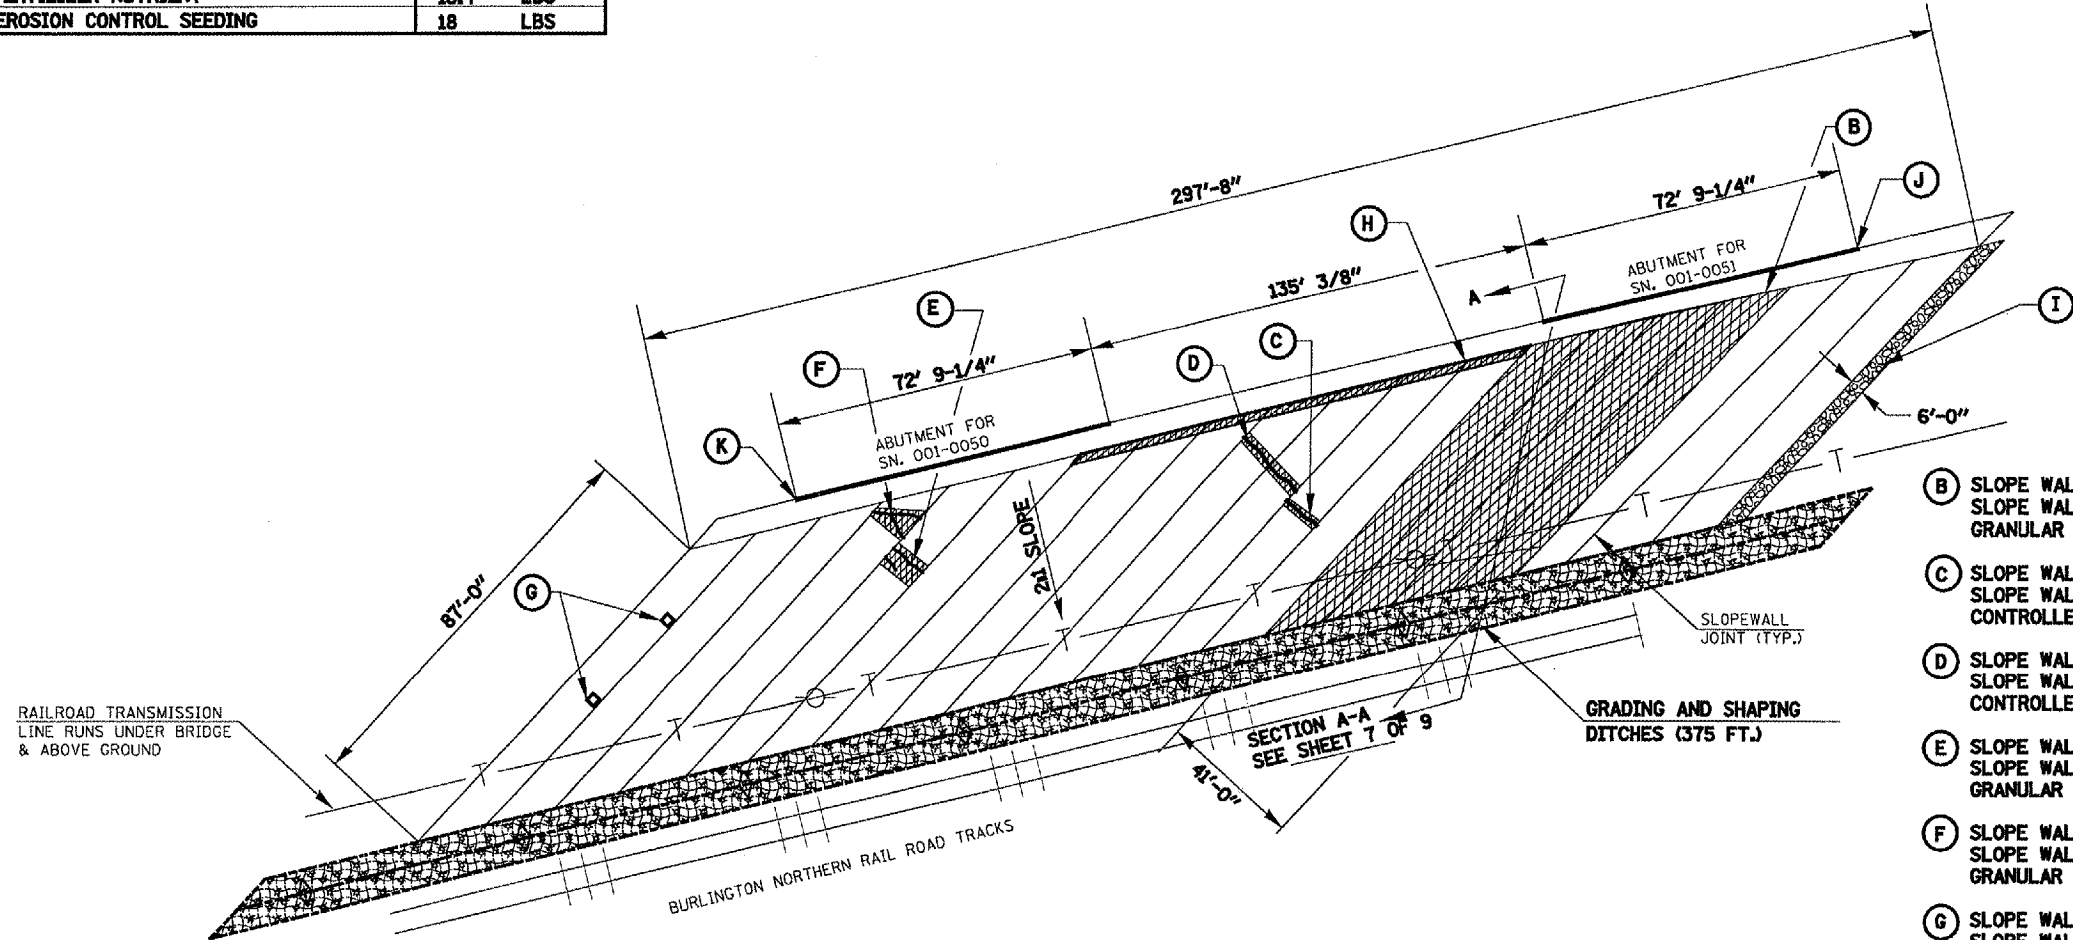 EROSION CONTROL SEEDING 18 LBS
297'-8"
B
72' 9-1/4"
J
H
ABUTMENT FOR
SN. 001-0051
135' 3/8"
A
E
I
C
D
F
72' 9-1/4"
6'-0"
ABUTMENT FOR
SN. 001-0050
K
2:1 SLOPE
87'-0"
G
T T T T T T T
SLOPEWALL
JOINT (TYP.)
RAILROAD TRANSMISSION
LINE RUNS UNDER BRIDGE
& ABOVE GROUND
SECTION A-A
SEE SHEET 7 OF 9
GRADING AND SHAPING
DITCHES (375 FT.)
41'-0"
BURLINGTON NORTHERN RAIL ROAD TRACKS
B SLOPE WAL
SLOPE WAL
GRANULAR
C SLOPE WAL
SLOPE WAL
CONTROLLE
D SLOPE WAL
SLOPE WAL
CONTROLLE
E SLOPE WAL
SLOPE WAL
GRANULAR
F SLOPE WAL
SLOPE WAL
GRANULAR
G SLOPE WAL
SLOPE WAL